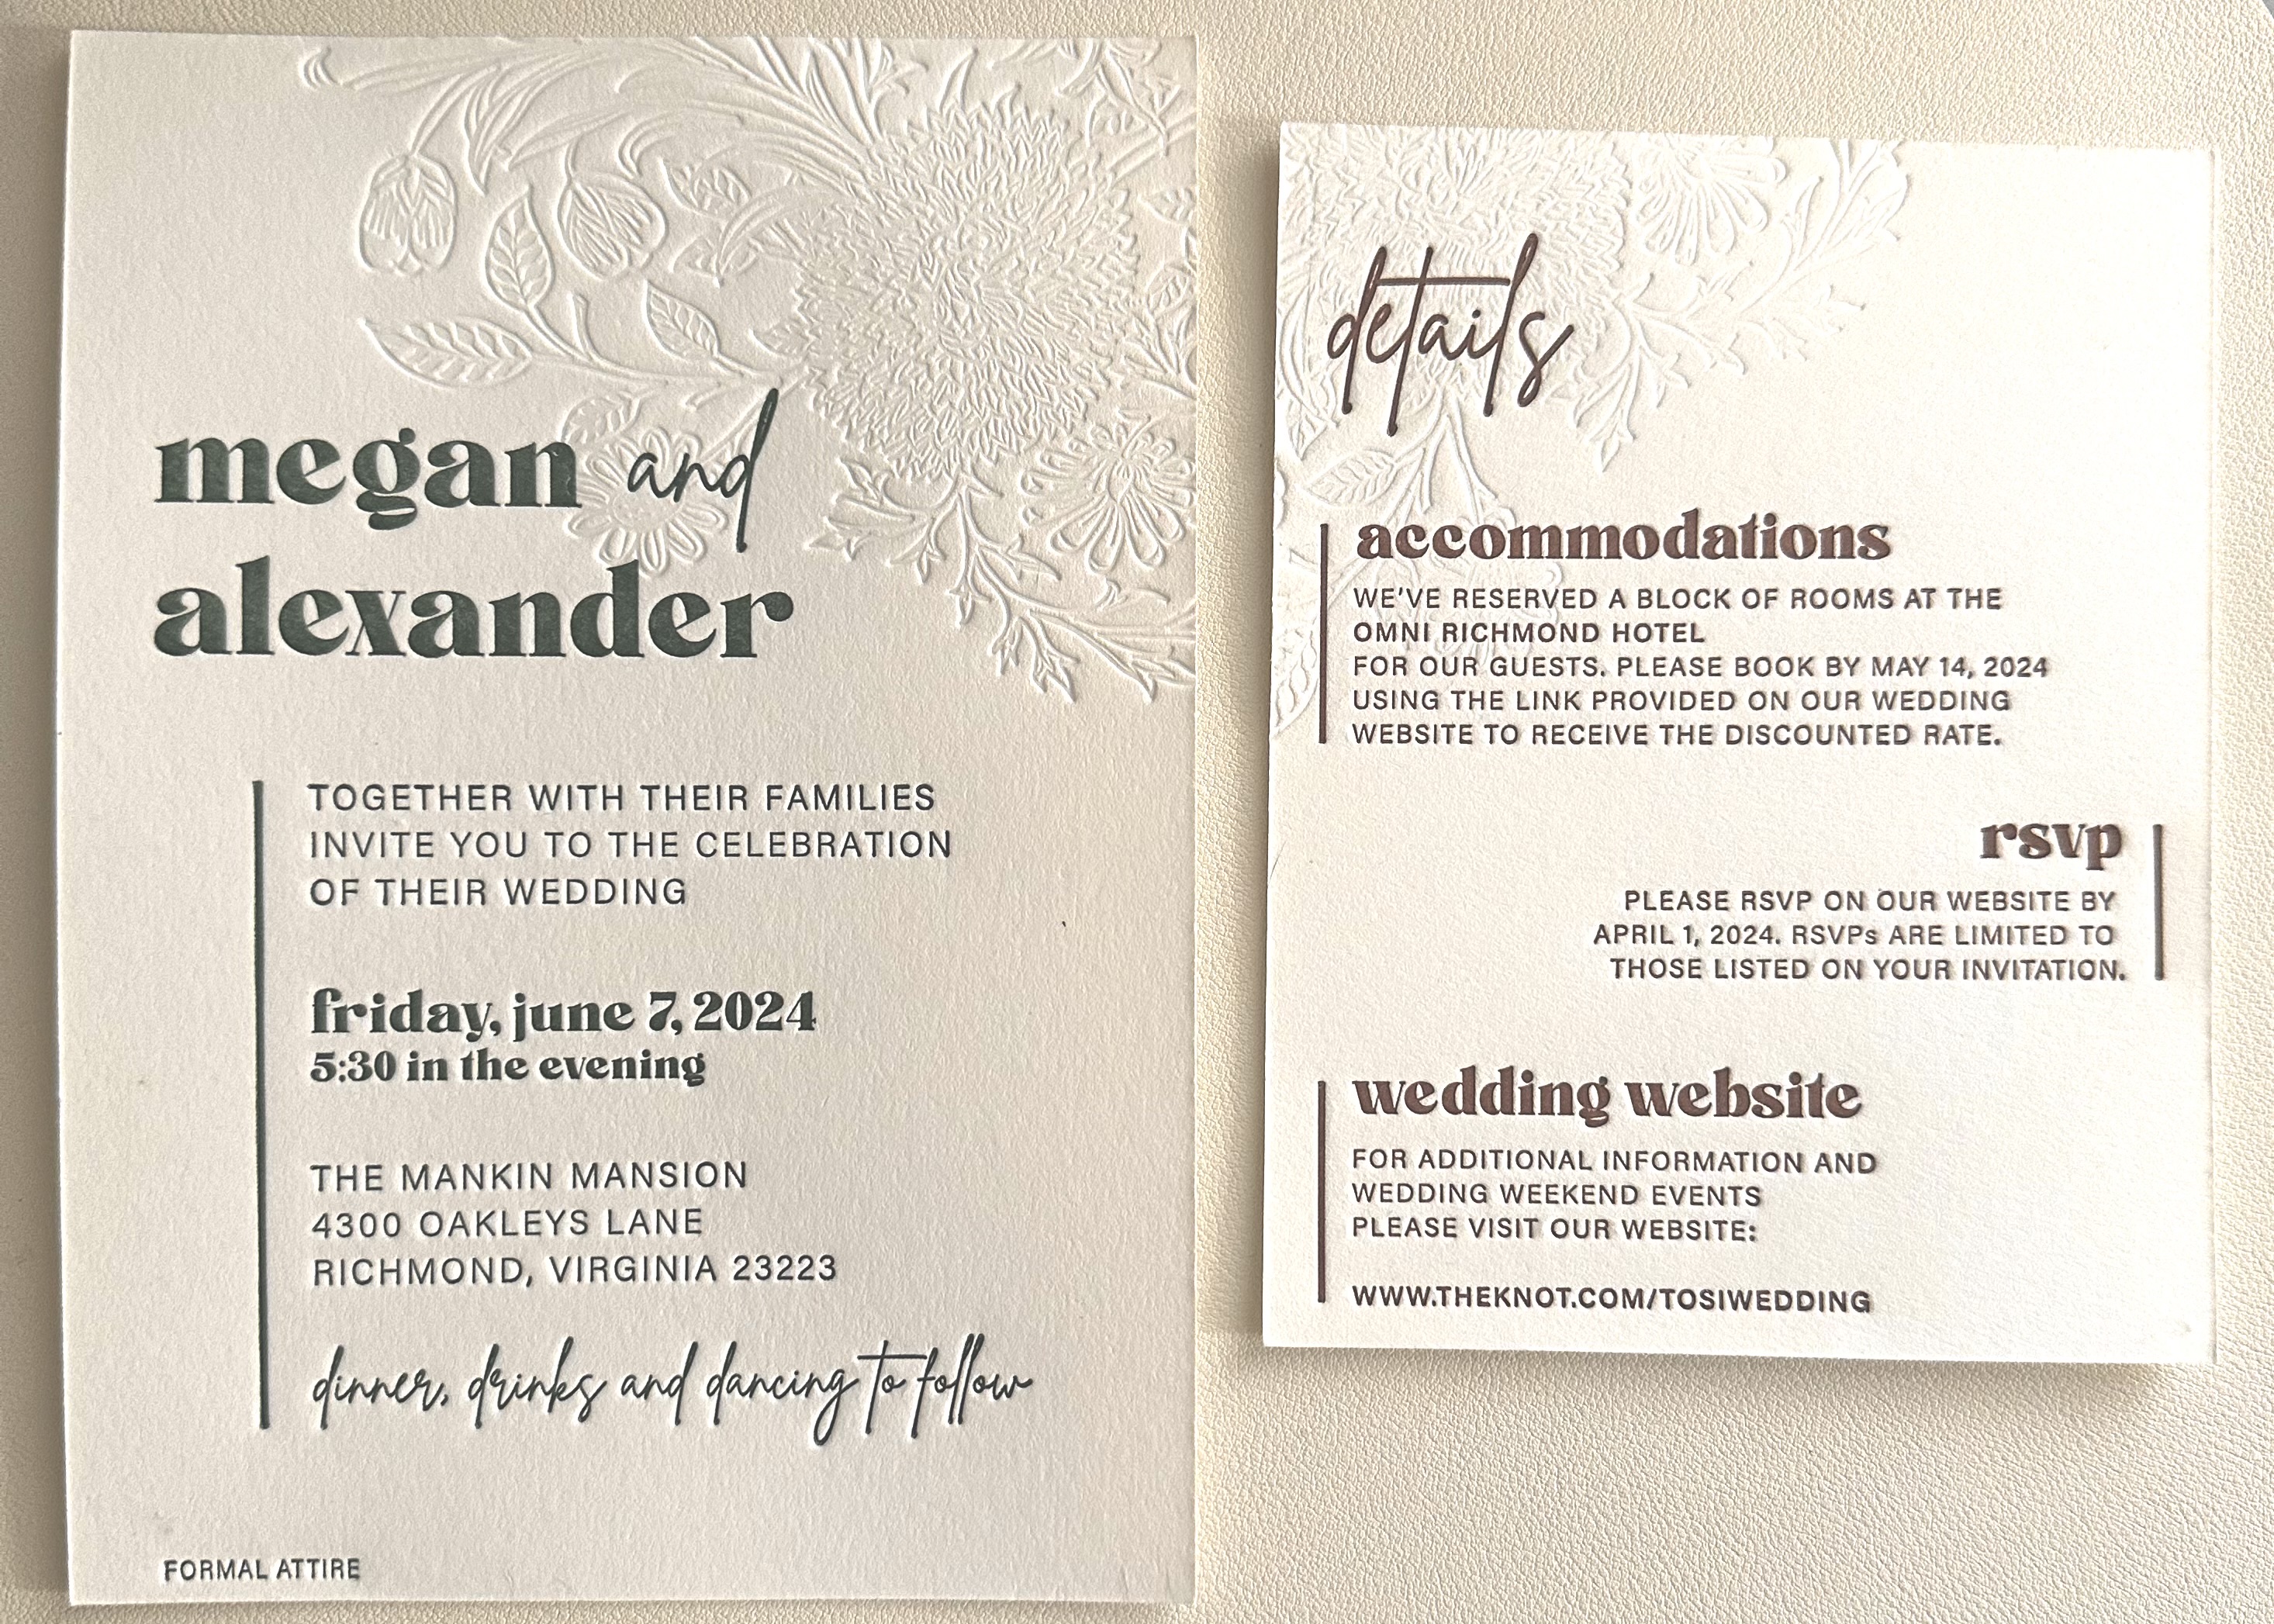 megan and
alexander
TOGETHER WITH THEIR FAMILIES
INVITE YOU TO THE CELEBRATION
OF THEIR WEDDING
friday, june 7, 2024
5:30 in the evening
THE MANKIN MANSION
4300 OAKLEYS LANE
RICHMOND, VIRGINIA 23223
dinner, drinks and dancing to follow
FORMAL ATTIRE
details
accommodations
WE'VE RESERVED A BLOCK OF ROOMS AT THE
OMNI RICHMOND HOTEL
FOR OUR GUESTS. PLEASE BOOK BY MAY 14, 2024
USING THE LINK PROVIDED ON OUR WEDDING
WEBSITE TO RECEIVE THE DISCOUNTED RATE.
rsvp
PLEASE RSVP ON OUR WEBSITE BY
APRIL 1, 2024. RSVPs ARE LIMITED TO
THOSE LISTED ON YOUR INVITATION.
wedding website
FOR ADDITIONAL INFORMATION AND
WEDDING WEEKEND EVENTS
PLEASE VISIT OUR WEBSITE:
WWW.THEKNOT.COM/TOSIWEDDING